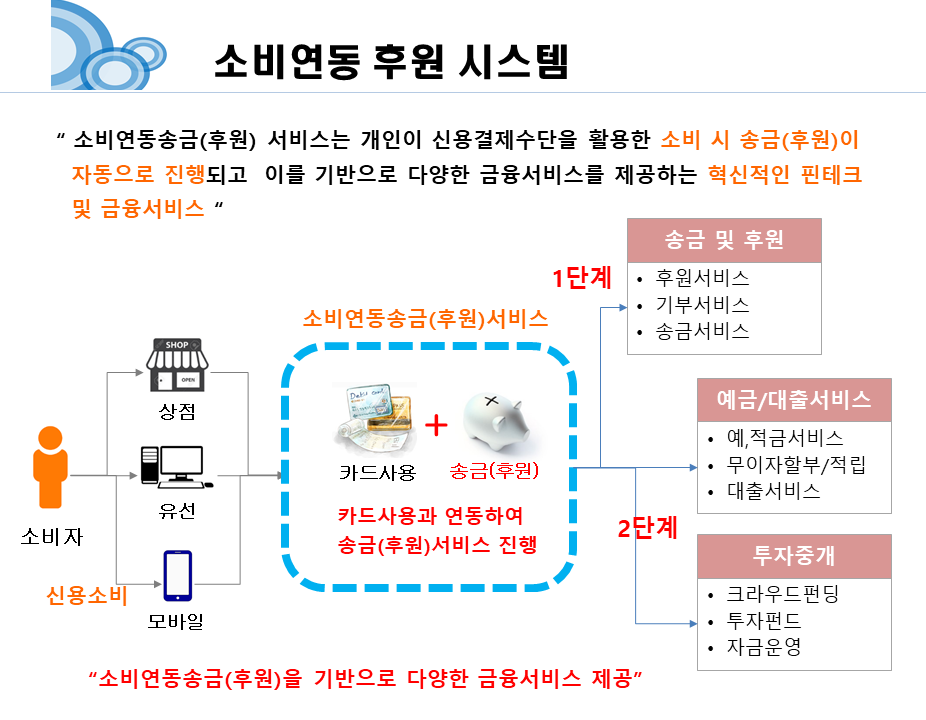 소비연동 후원 시스템
“ 소비연동송금(후원) 서비스는 개인이 신용결제수단을 활용한 소비 시 송금(후원)이
자동으로 진행되고 이를 기반으로 다양한 금융서비스를 제공하는 혁신적인 핀테크
및 금융서비스 “
송금 및 후원
1단계
• 후원서비스
• 기부서비스
• 송금서비스
소비연동송금(후원)서비스
SHOP
OPEN
상점
유선
소비자
신용소비
모바일
Debit Card
+
카드사용
송금(후원)
카드사용과 연동하여
송금(후원)서비스 진행
예금/대출서비스
• 예,적금서비스
• 무이자할부/적립
• 대출서비스
2단계
투자중개
• 크라우드펀딩
• 투자펀드
• 자금운영
“소비연동송금(후원)을 기반으로 다양한 금융서비스 제공”